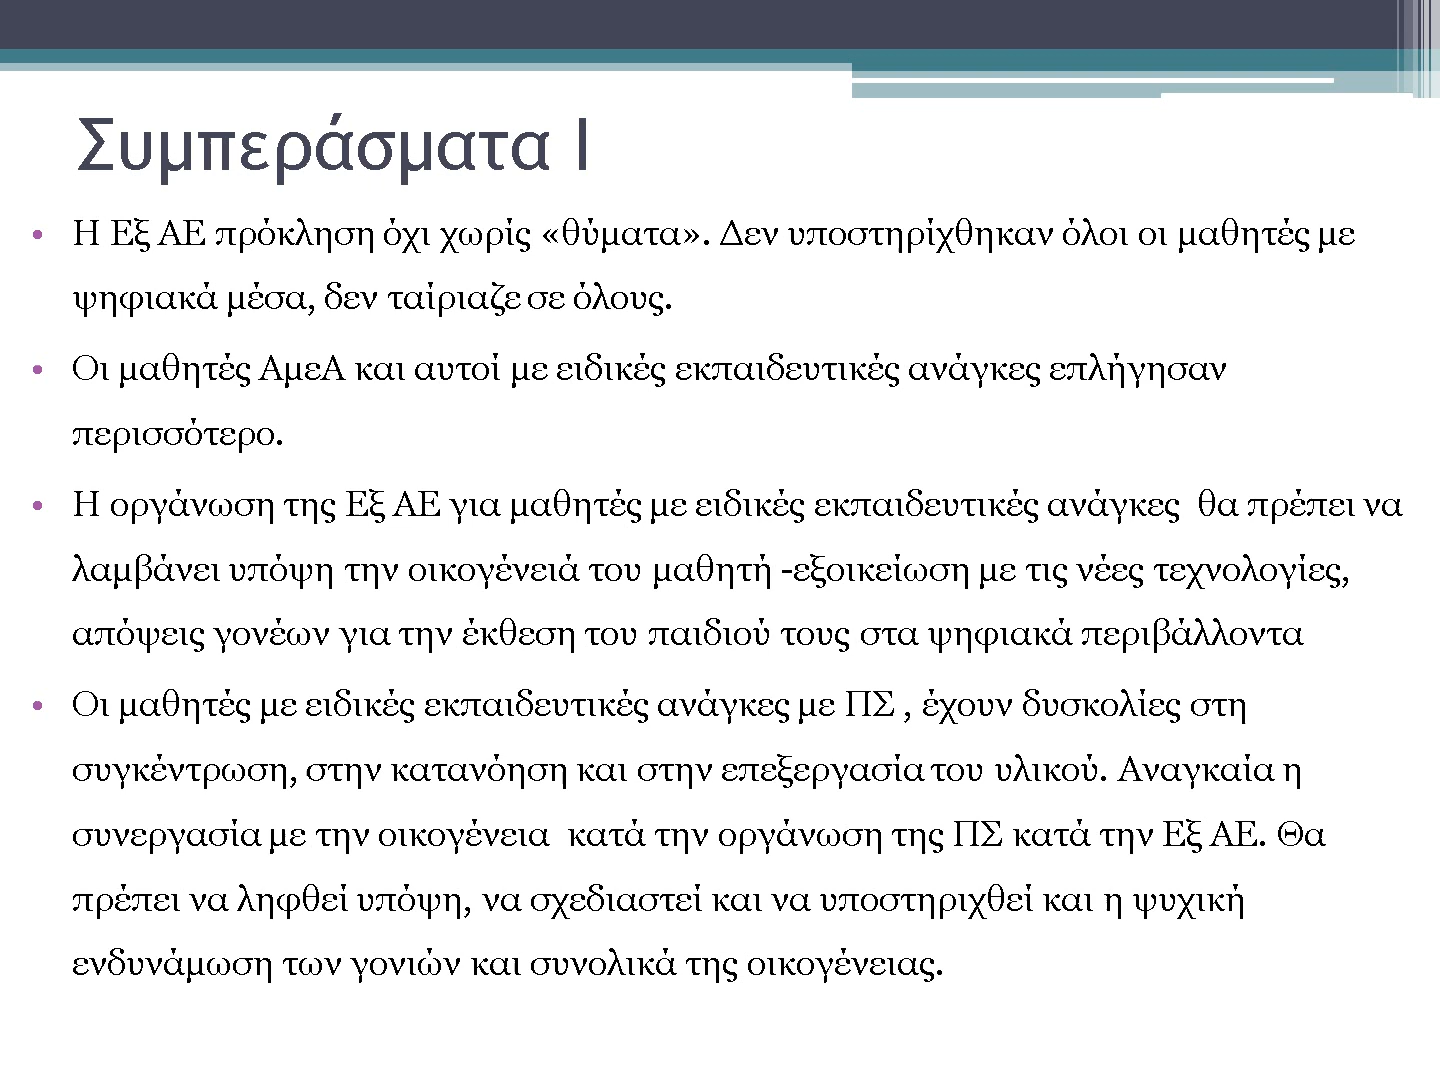 Συμπεράσματα Ι
• Η Εξ ΑΕ πρόκληση όχι χωρίς «θύματα». Δεν υποστηρίχθηκαν όλοι οι μαθητές με
ψηφιακά μέσα, δεν ταίριαζε σε όλους.
• Οι μαθητές ΑμεΑ και αυτοί με ειδικές εκπαιδευτικές ανάγκες επλήγησαν
περισσότερο.
• Η οργάνωση της Εξ ΑΕ για μαθητές με ειδικές εκπαιδευτικές ανάγκες θα πρέπει να
λαμβάνει υπόψη την οικογένειά του μαθητή -εξοικείωση με τις νέες τεχνολογίες,
απόψεις γονέων για την έκθεση του παιδιού τους στα ψηφιακά περιβάλλοντα
• Οι μαθητές με ειδικές εκπαιδευτικές ανάγκες με ΠΣ , έχουν δυσκολίες στη
συγκέντρωση, στην κατανόηση και στην επεξεργασία του υλικού. Αναγκαία η
συνεργασία με την οικογένεια κατά την οργάνωση της ΠΣ κατά την Εξ ΑΕ. Θα
πρέπει να ληφθεί υπόψη, να σχεδιαστεί και να υποστηριχθεί και η ψυχική
ενδυνάμωση των γονιών και συνολικά της οικογένειας.